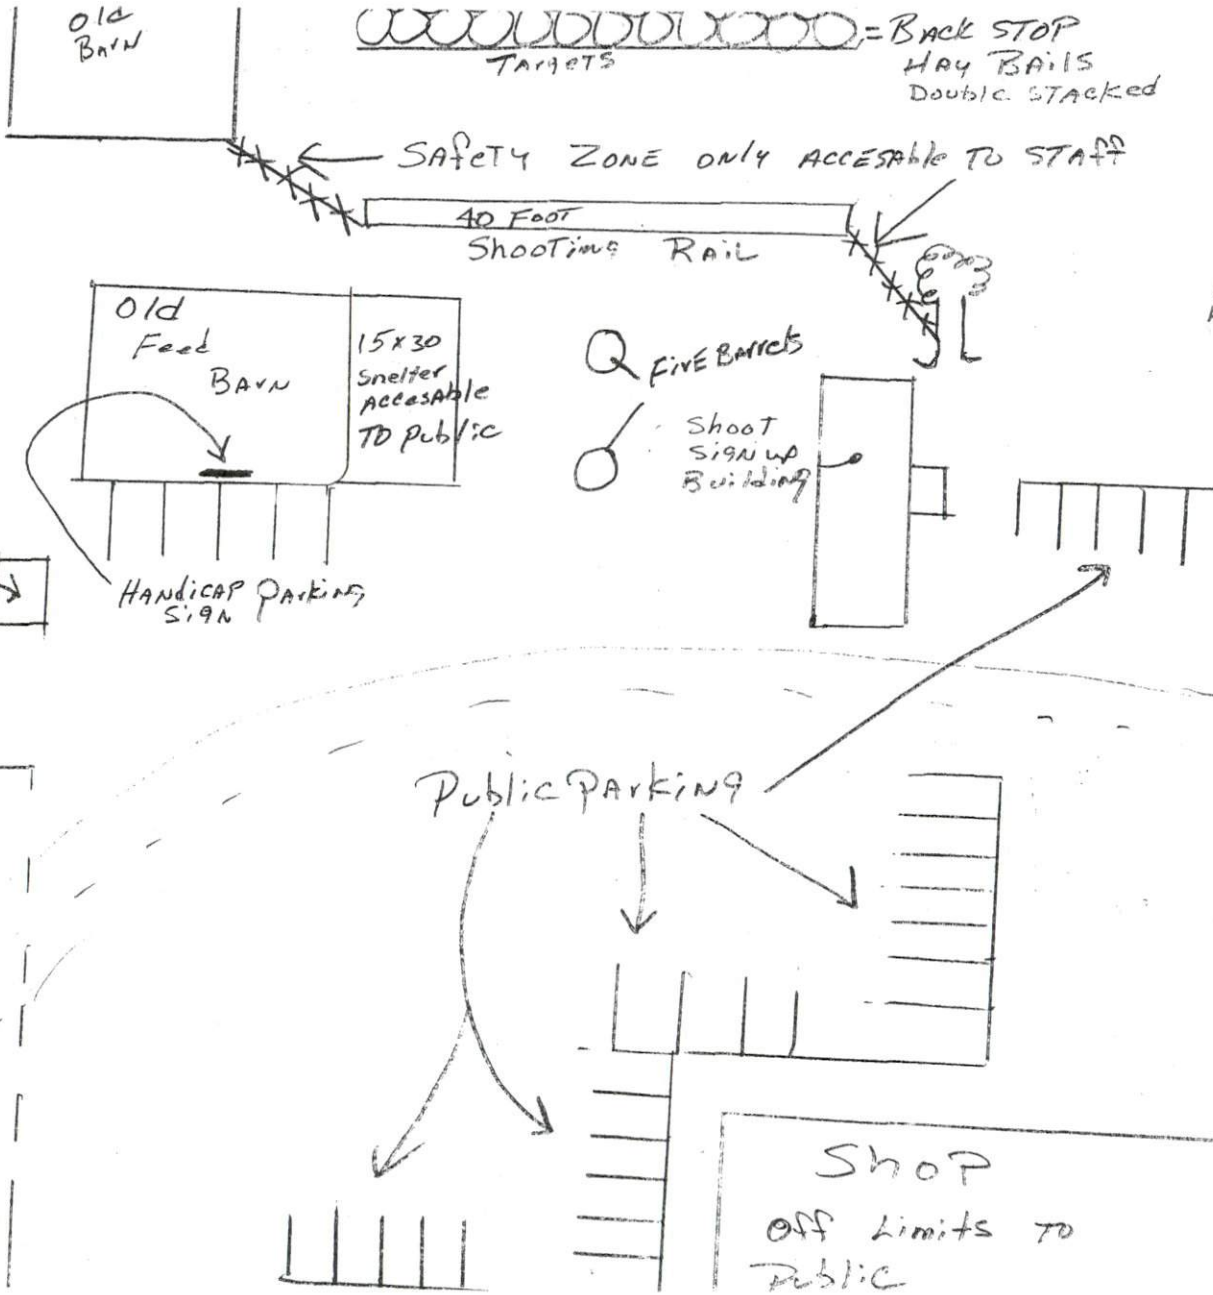 Old
Barn
= Back Stop
Hay Bails
Double Stacked
Targets
Safety Zone only Accesable To Staff
40 Foot
Shooting Rail
Old
Feed
Barn
15x30
Snelter
Accesable
To Public
Fire Barrels
Shoot
Sign up
Building
Handicap Parking
Sign
Public Parking
Shop
Off Limits To
Public